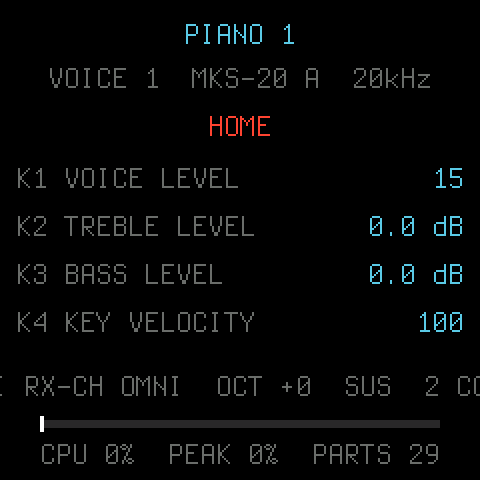 PIANO 1
VOICE 1 MKS-20 A 20kHz
HOME
K1 VOICE LEVEL 15
K2 TREBLE LEVEL 0.0 dB
K3 BASS LEVEL 0.0 dB
K4 KEY VELOCITY 100
RX-CH OMNI OCT +0 SUS 2 CO
CPU 0% PEAK 0% PARTS 29